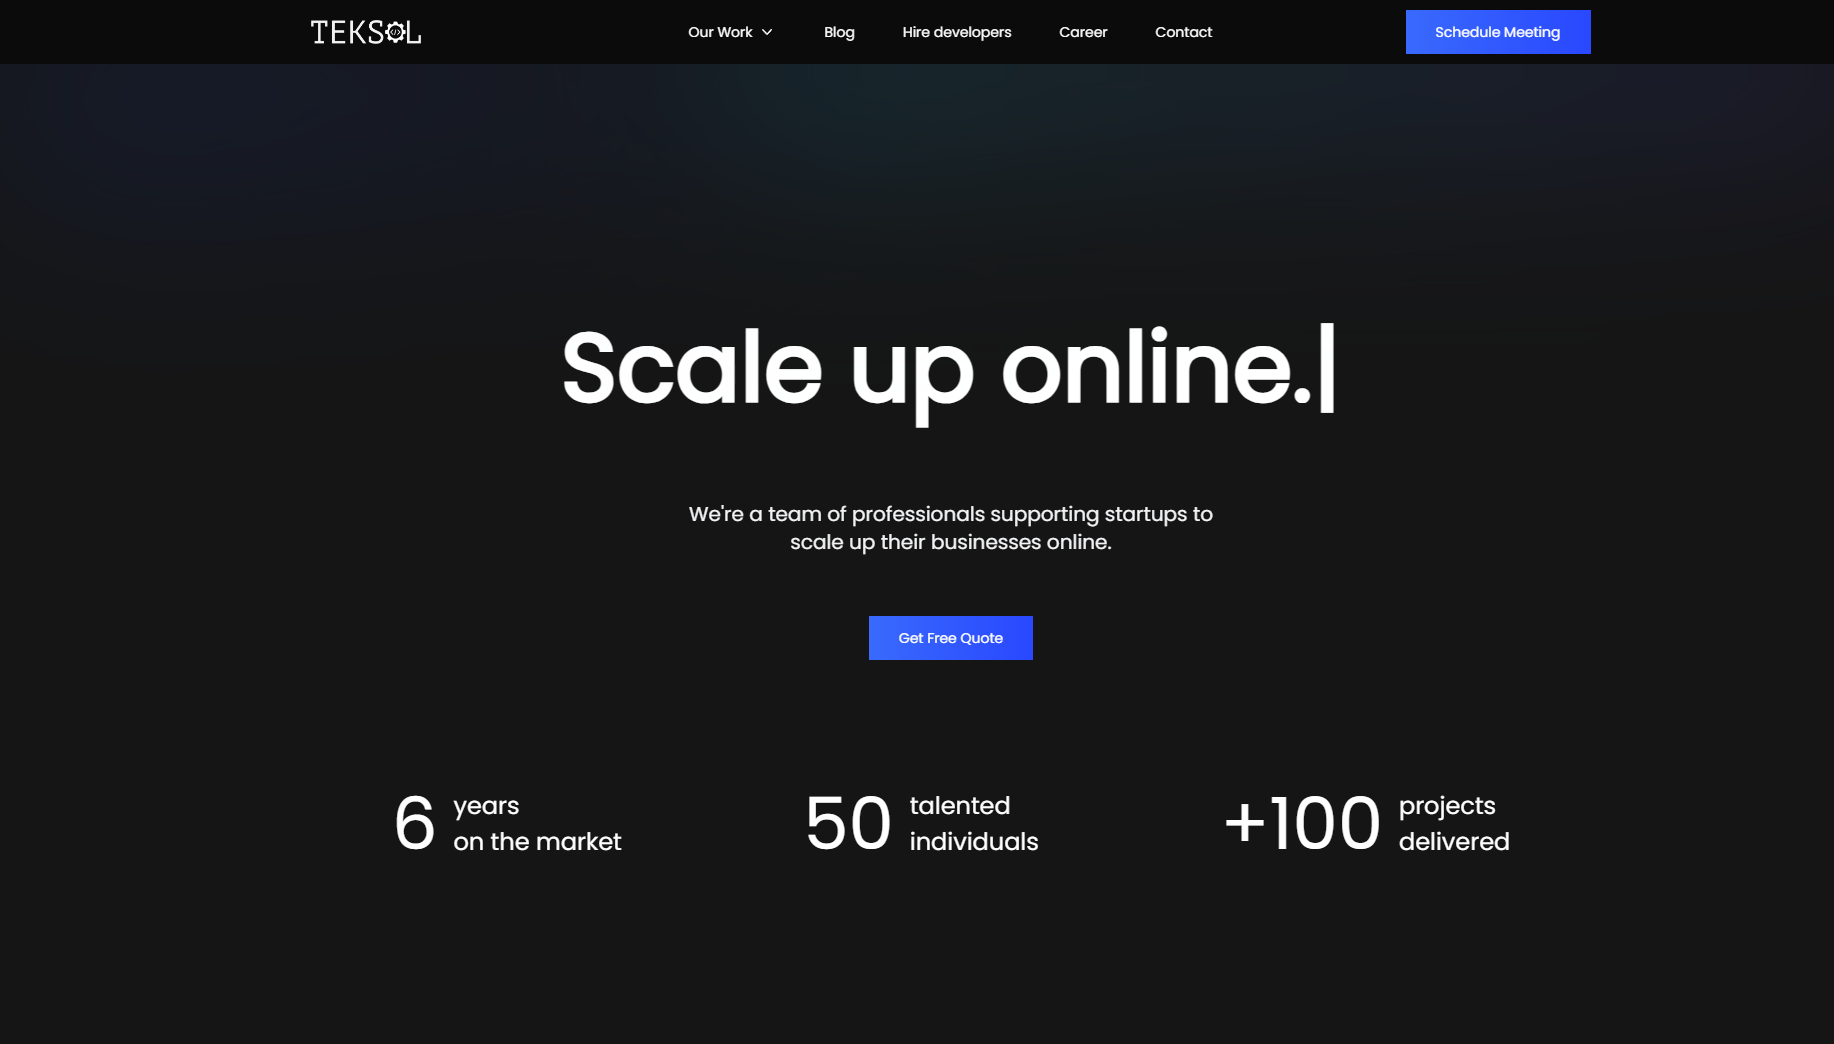 TEKSOL
Our Work
Blog
Hire developers
Career
Contact
Schedule Meeting
Scale up online.|
We're a team of professionals supporting startups to
scale up their businesses online.
Get Free Quote
6
years
on the market
50
talented
individuals
+100
projects
delivered